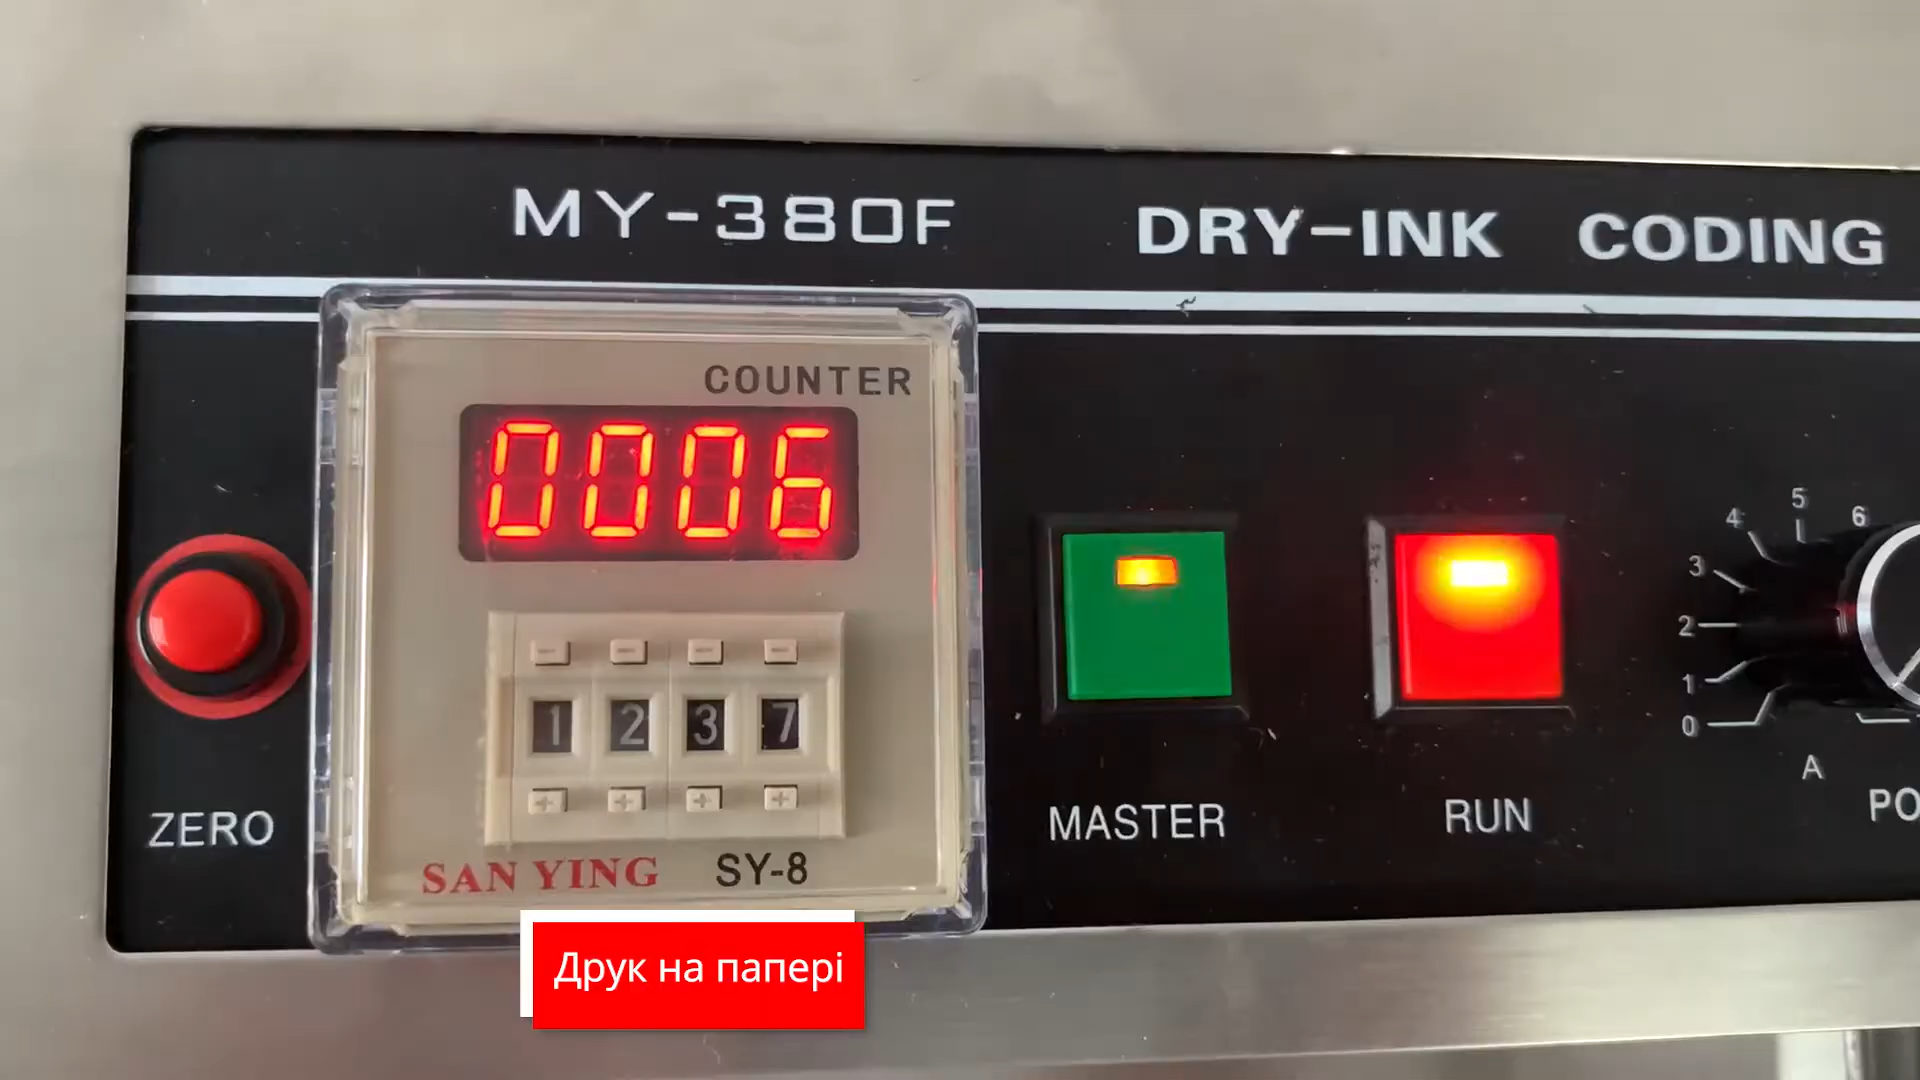 MY-380F DRY-INK CODING
COUNTER
0006
1 2 3 7
SAN YING SY-8
ZERO
MASTER
RUN
0 1 2 3 4 5 6
A
PO
Друк на папері